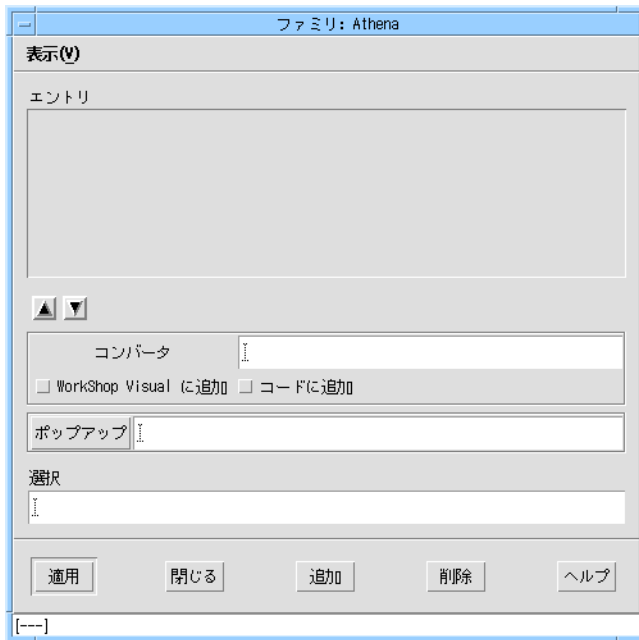 ファミリ: Athena
表示(V)
エントリ
コンバータ
WorkShop Visual に追加 コードに追加
ポップアップ
選択
適用 閉じる 追加 削除 ヘルプ
[---]